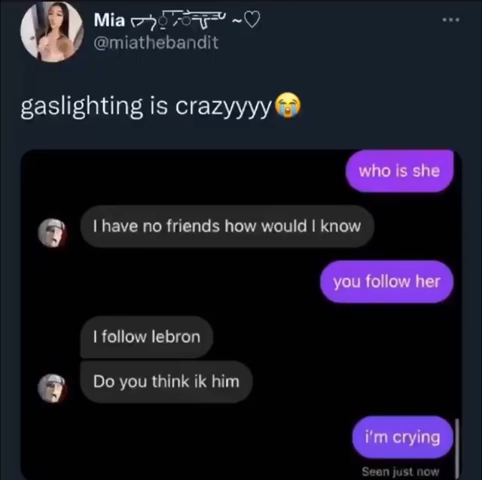 Mia ~♡
@miathebandit
gaslighting is crazyyyy😭
who is she
I have no friends how would I know
you follow her
I follow lebron
Do you think ik him
i'm crying
Seen just now